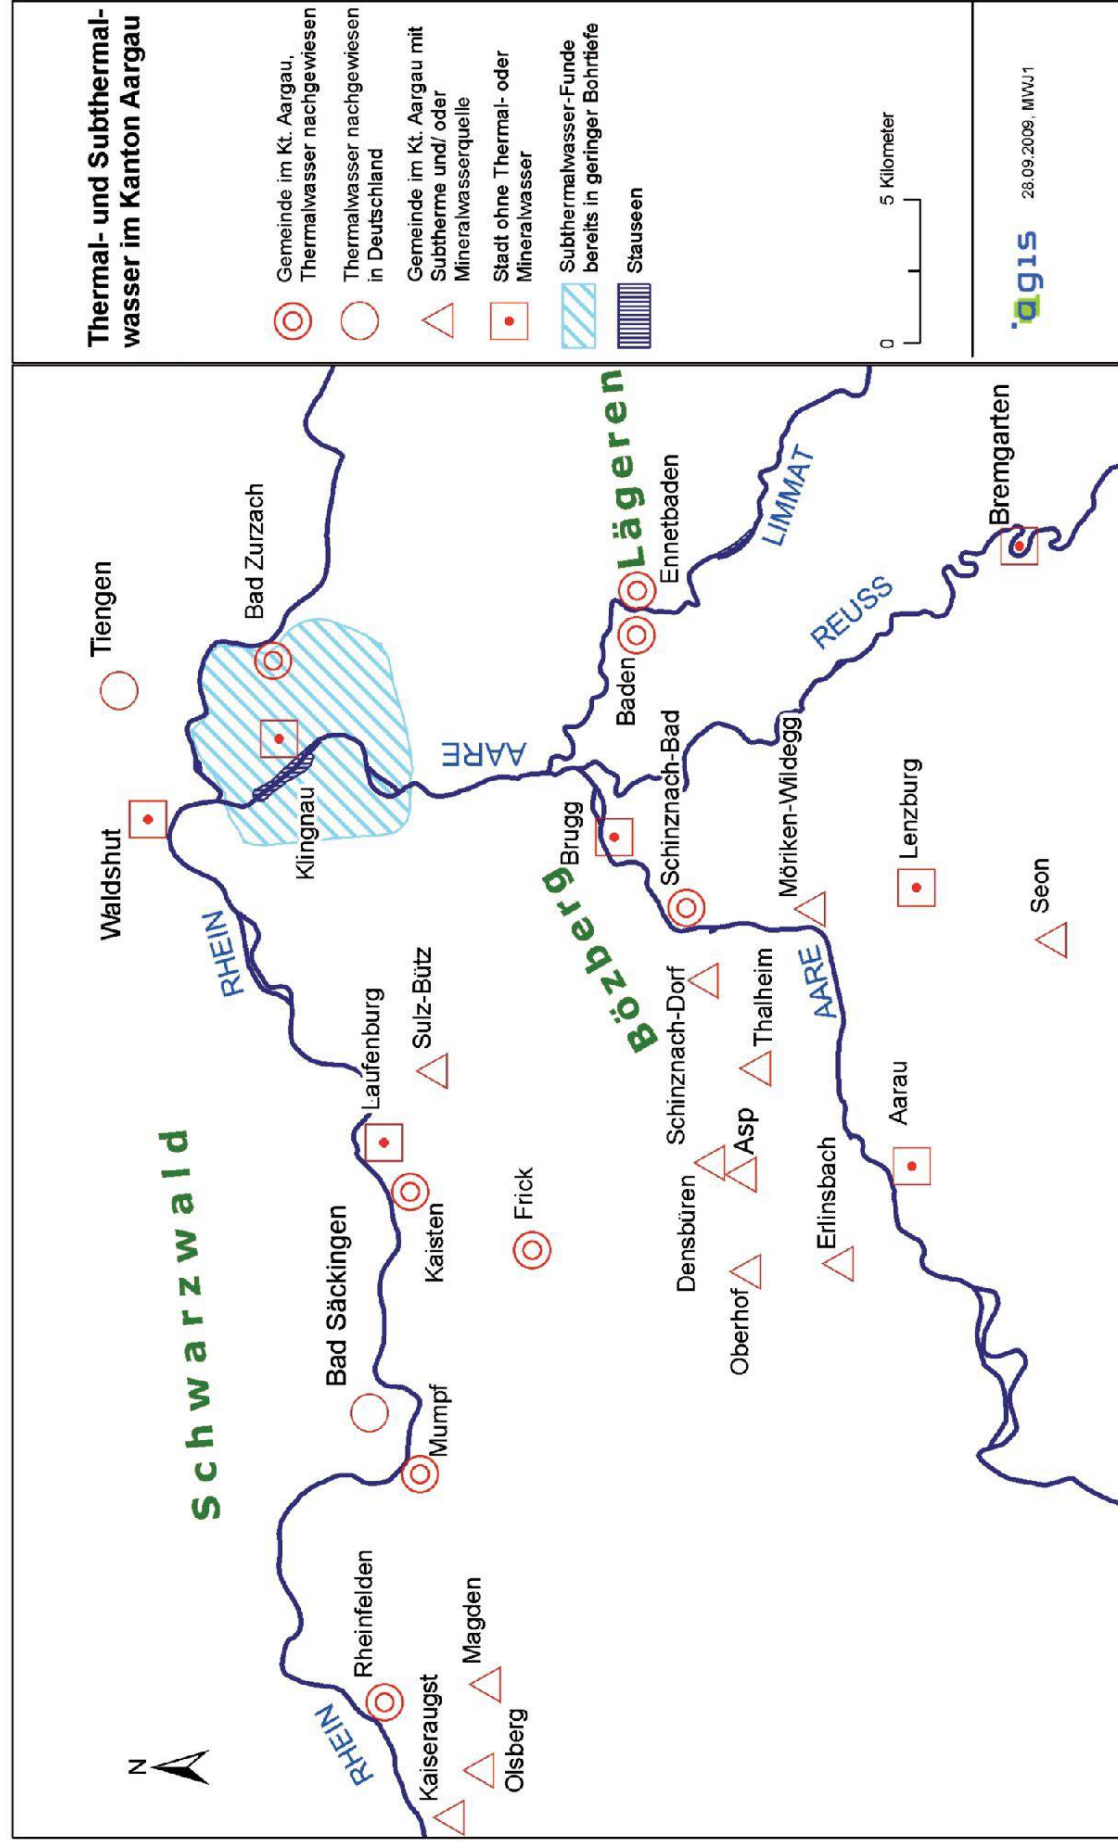 Thermal- und Subthermal-
wasser im Kanton Aargau
Gemeinde im Kt. Aargau,
Thermalwasser nachgewiesen
Thermalwasser nachgewiesen
in Deutschland
Gemeinde im Kt. Aargau mit
Subtherme und/ oder
Mineralwasserquelle
Stadt ohne Thermal- oder
Mineralwasser
Subthermalwasser-Funde
bereits in geringer Bohrtiefe
Stauseen
0
5 Kilometer
agis
28.09.2009, MWJ1
N
Schwarzwald
Tiengen
Waldshut
Bad Zurzach
Klingnau
RHEIN
Laufenburg
Sulz-Bütz
Bad Säckingen
Kaisten
Mumpf
Frick
Rheinfelden
RHEIN
Kaiseraugst
Magden
Olsberg
AARE
Lägeren
Ennetbaden
Baden
LIMMAT
Brugg
Bözberg
Schinznach-Bad
REUSS
Bremgarten
Schinznach-Dorf
Möriken-Wildegg
Thalheim
AARE
Densbüren
Asp
Oberhof
Erlinsbach
Lenzburg
Aarau
Seon